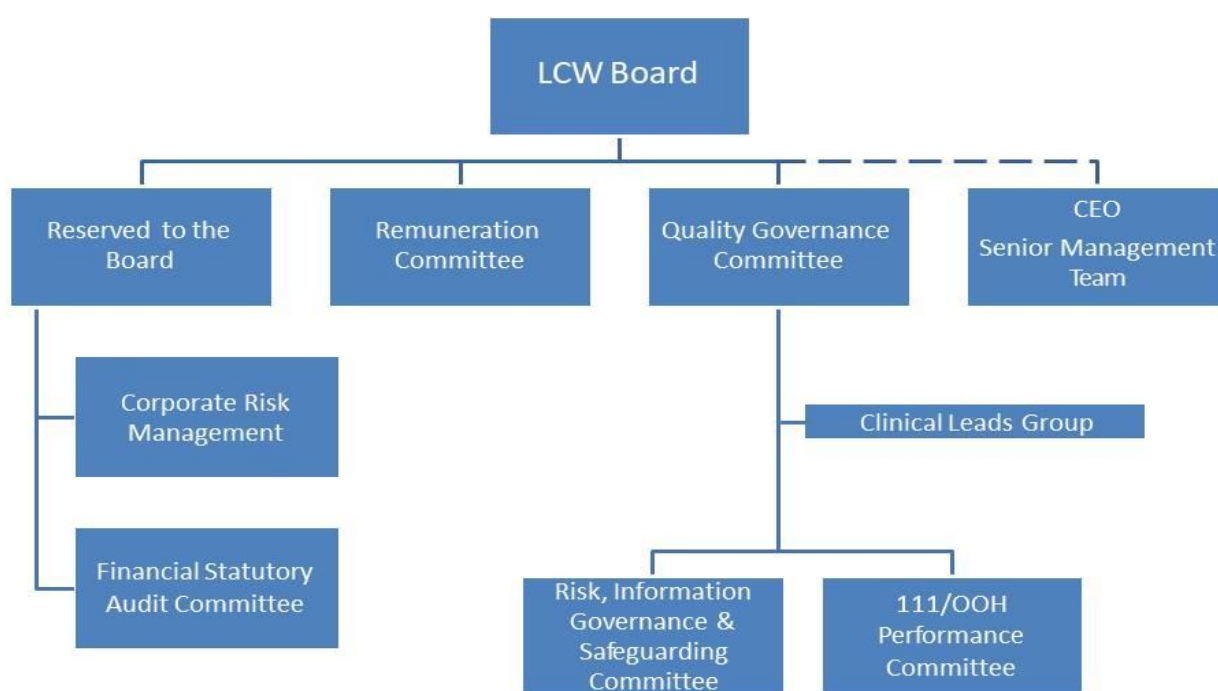 LCW Board
Reserved to the
Board
Remuneration
Committee
Quality Governance
Committee
CEO
Senior Management
Team
Corporate Risk
Management
Clinical Leads Group
Financial Statutory
Audit Committee
Risk, Information
Governance &
Safeguarding
Committee
111/OOH
Performance
Committee